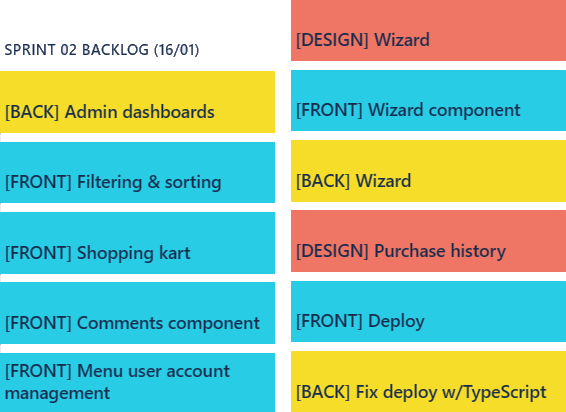 SPRINT 02 BACKLOG (16/01)
[BACK] Admin dashboards
[FRONT] Filtering & sorting
[FRONT] Shopping kart
[FRONT] Comments component
[FRONT] Menu user account
management
[DESIGN] Wizard
[FRONT] Wizard component
[BACK] Wizard
[DESIGN] Purchase history
[FRONT] Deploy
[BACK] Fix deploy w/TypeScript